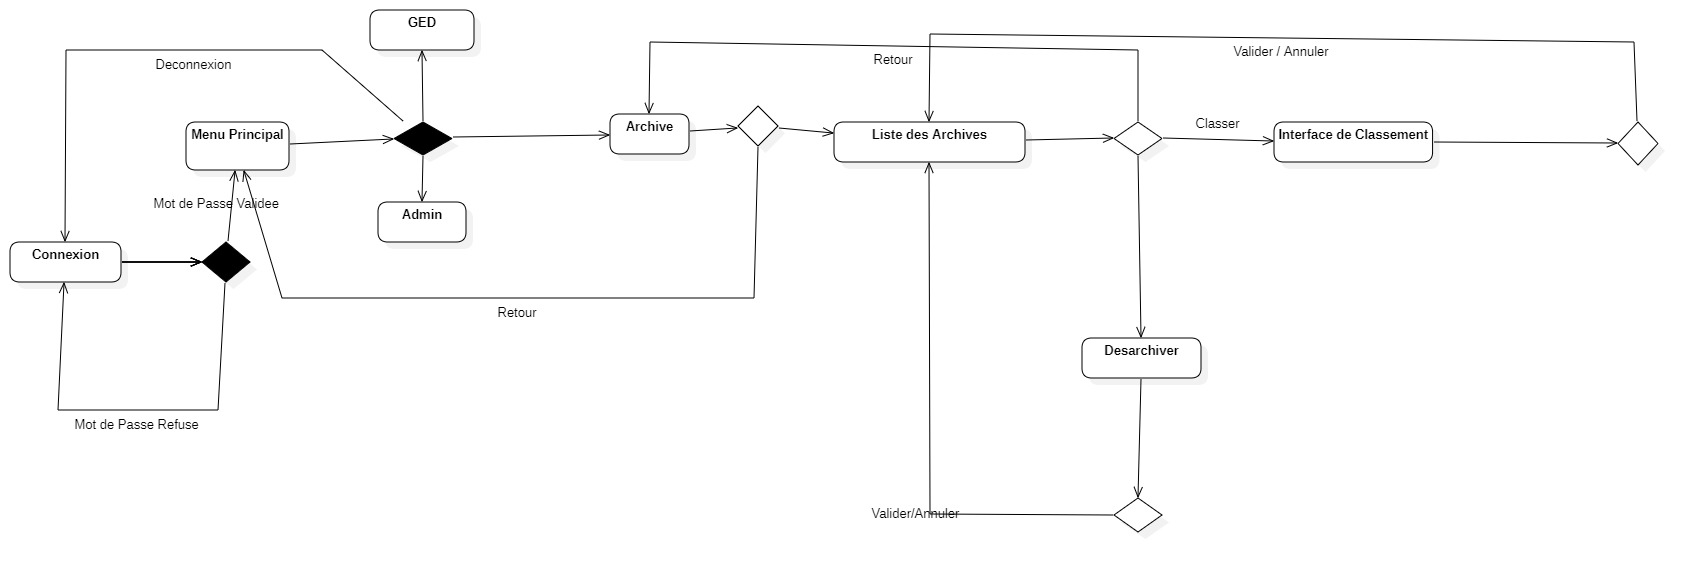 GED
Deconnexion
Retour
Valider / Annuler
Menu Principal
Archive
Liste des Archives
Classer
Interface de Classement
Mot de Passe Validee
Admin
Connexion
Retour
Desarchiver
Mot de Passe Refuse
Valider/Annuler